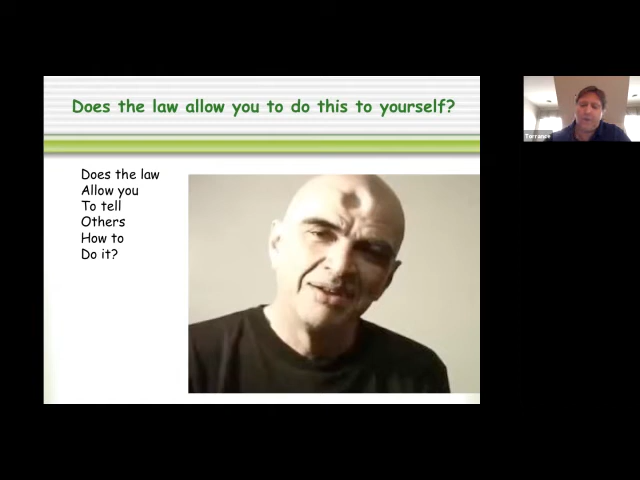 Does the law allow you to do this to yourself?
Does the law
Allow you
To tell
Others
How to
Do it?
Torrance